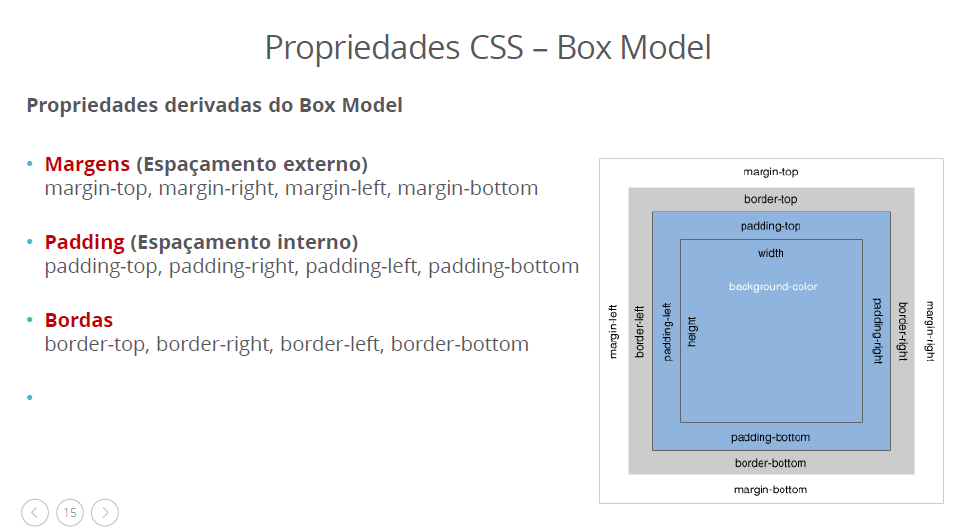 Propriedades CSS – Box Model
Propriedades derivadas do Box Model
• Margens (Espaçamento externo)
margin-top, margin-right, margin-left, margin-bottom
• Padding (Espaçamento interno)
padding-top, padding-right, padding-left, padding-bottom
• Bordas
border-top, border-right, border-left, border-bottom
•
margin-top
border-top
padding-top
width
background-color
margin-left
border-left
padding-left
height
padding-right
border-right
margin-right
padding-bottom
border-bottom
margin-bottom
15